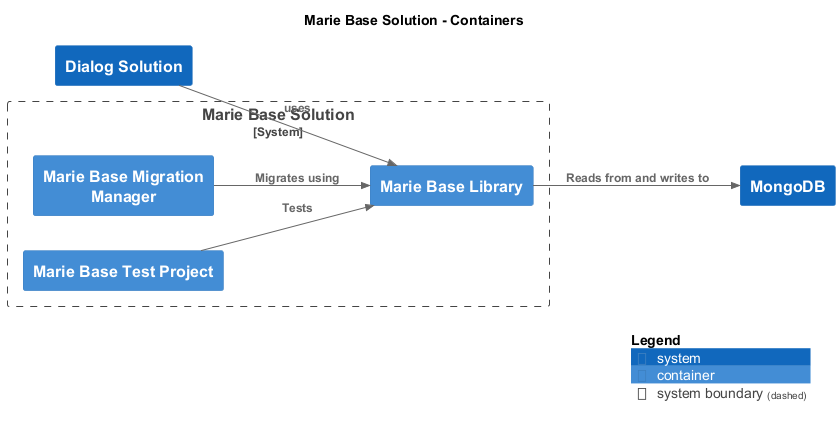 Marie Base Solution - Containers
Dialog Solution
uses
Marie Base Solution
[System]
Marie Base Migration
Manager
Migrates using
Marie Base Library
Reads from and writes to
MongoDB
Tests
Marie Base Test Project
Legend
system
container
system boundary (dashed)